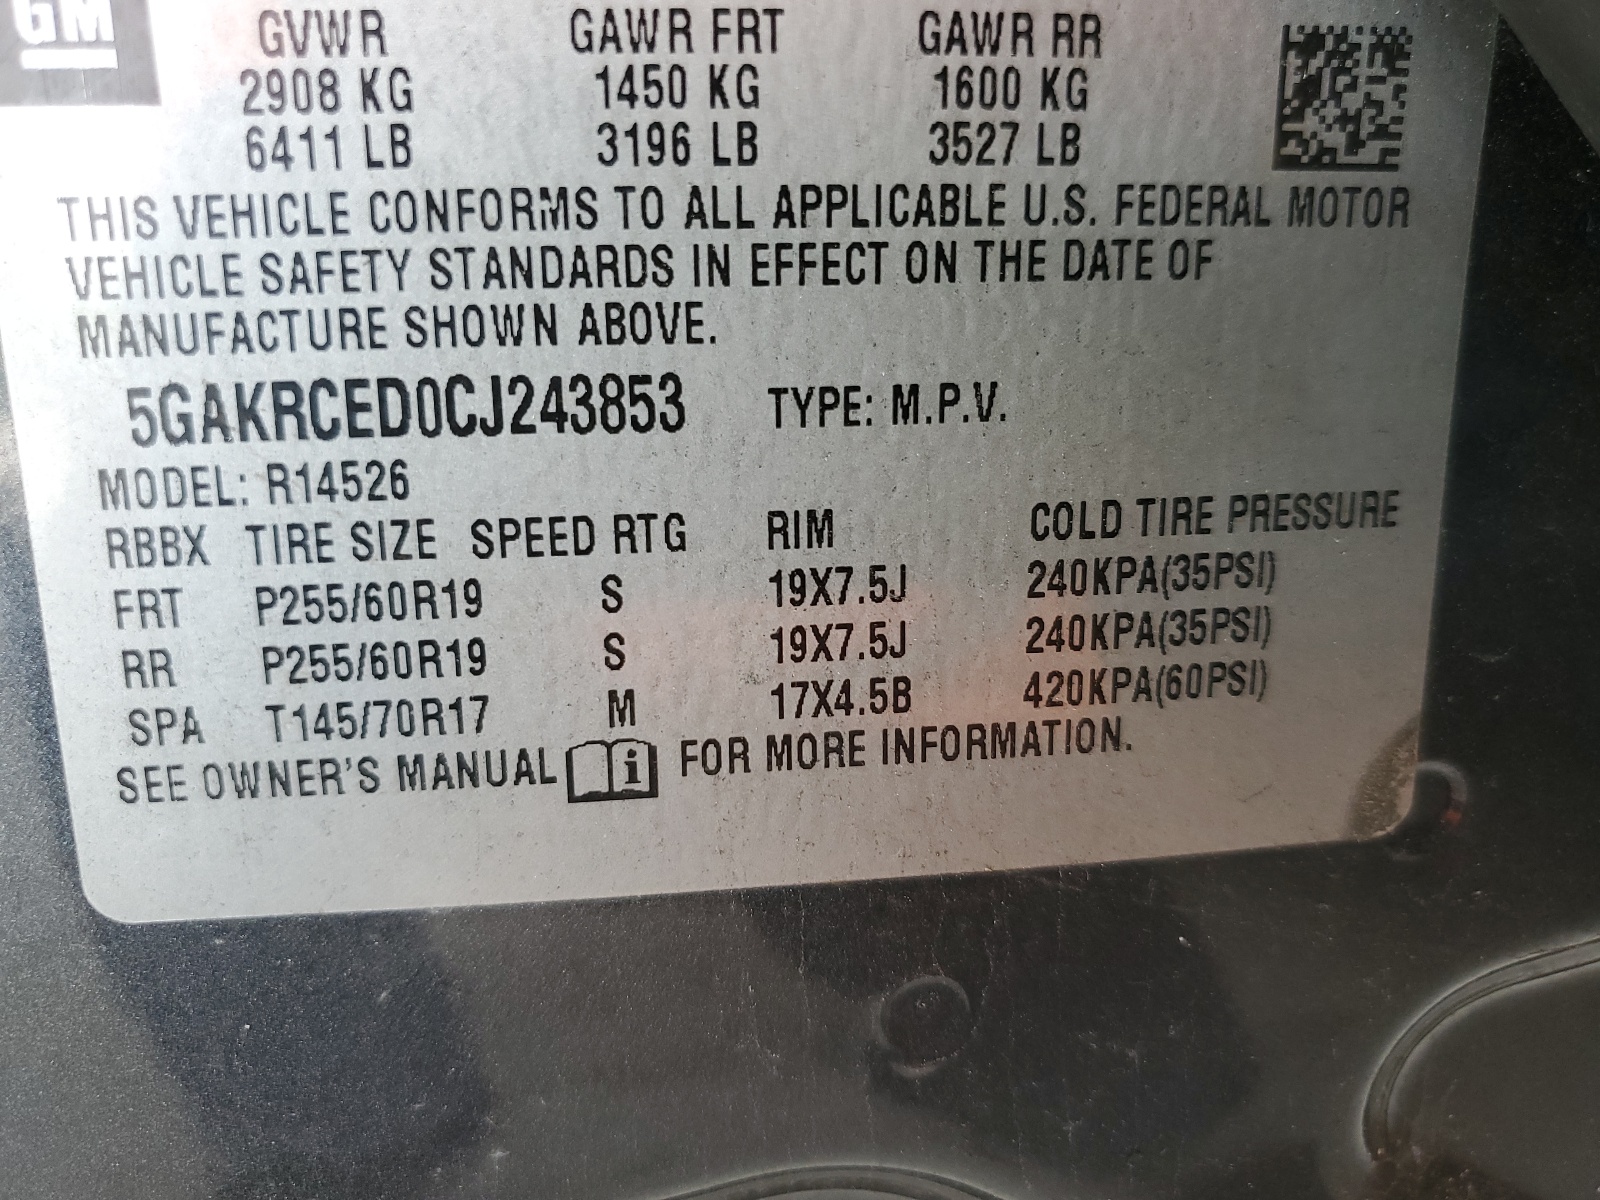 GM
GVWR GAWR FRT GAWR RR
2908 KG 1450 KG 1600 KG
6411 LB 3196 LB 3527 LB
THIS VEHICLE CONFORMS TO ALL APPLICABLE U.S. FEDERAL MOTOR
VEHICLE SAFETY STANDARDS IN EFFECT ON THE DATE OF
MANUFACTURE SHOWN ABOVE.
5GAKRCED0CJ243853 TYPE: M.P.V.
MODEL: R14526
RBBX TIRE SIZE SPEED RTG RIM COLD TIRE PRESSURE
FRT P255/60R19 S 19X7.5J 240KPA(35PSI)
RR P255/60R19 S 19X7.5J 240KPA(35PSI)
SPA T145/70R17 M 17X4.5B 420KPA(60PSI)
SEE OWNER'S MANUAL i FOR MORE INFORMATION.